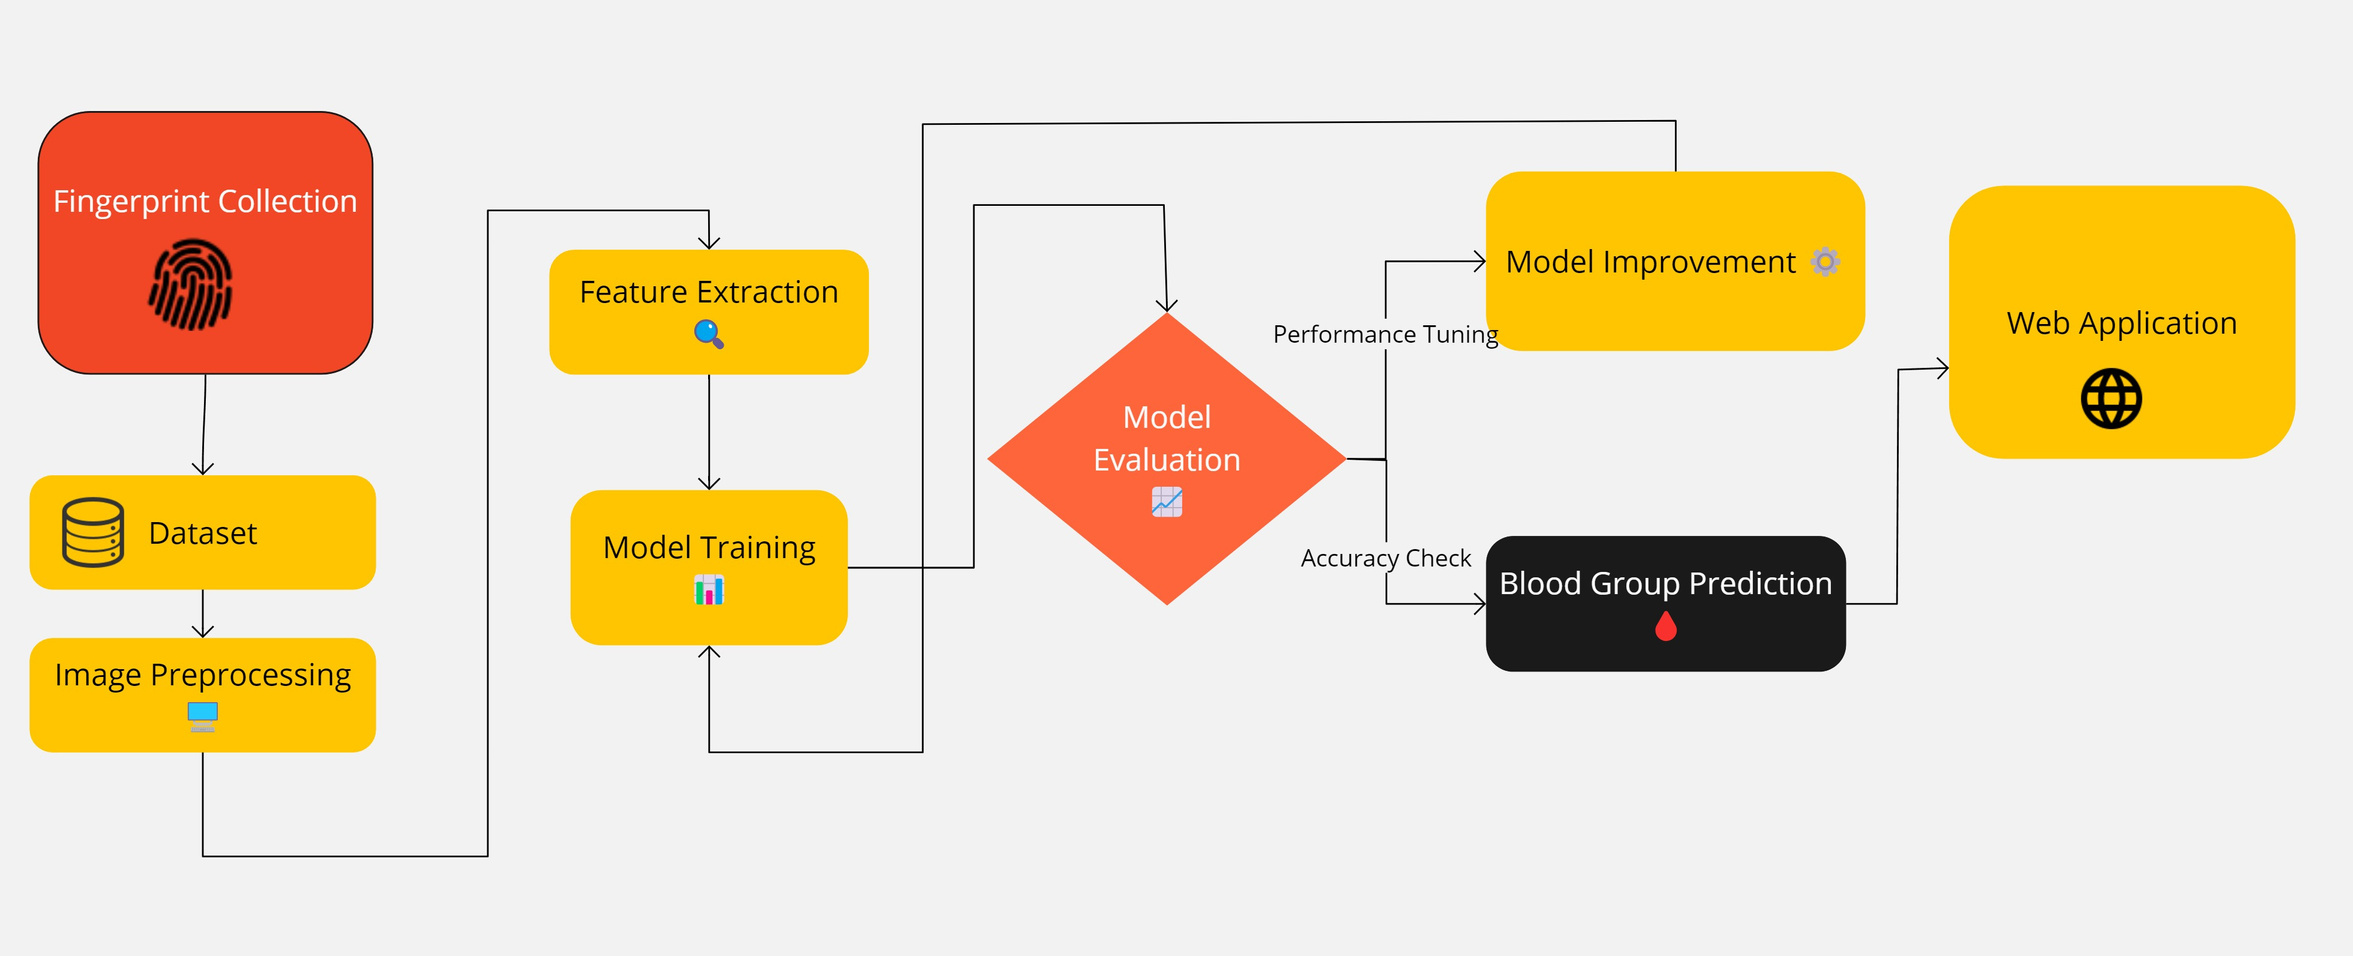 Fingerprint Collection
Dataset
Image Preprocessing
Feature Extraction
Model Training
Model
Evaluation
Performance Tuning
Accuracy Check
Model Improvement
Blood Group Prediction
Web Application